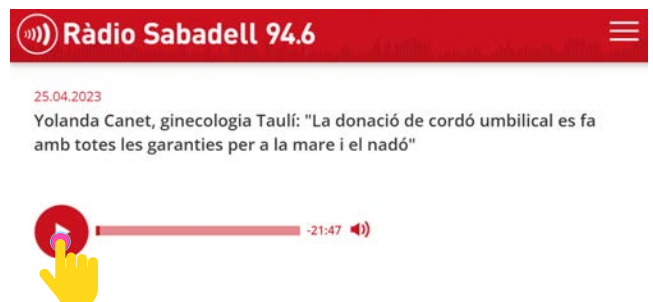 Ràdio Sabadell 94.6
25.04.2023
Yolanda Canet, ginecologia Taulí: "La donació de cordó umbilical es fa
amb totes les garanties per a la mare i el nadó"
-21:47